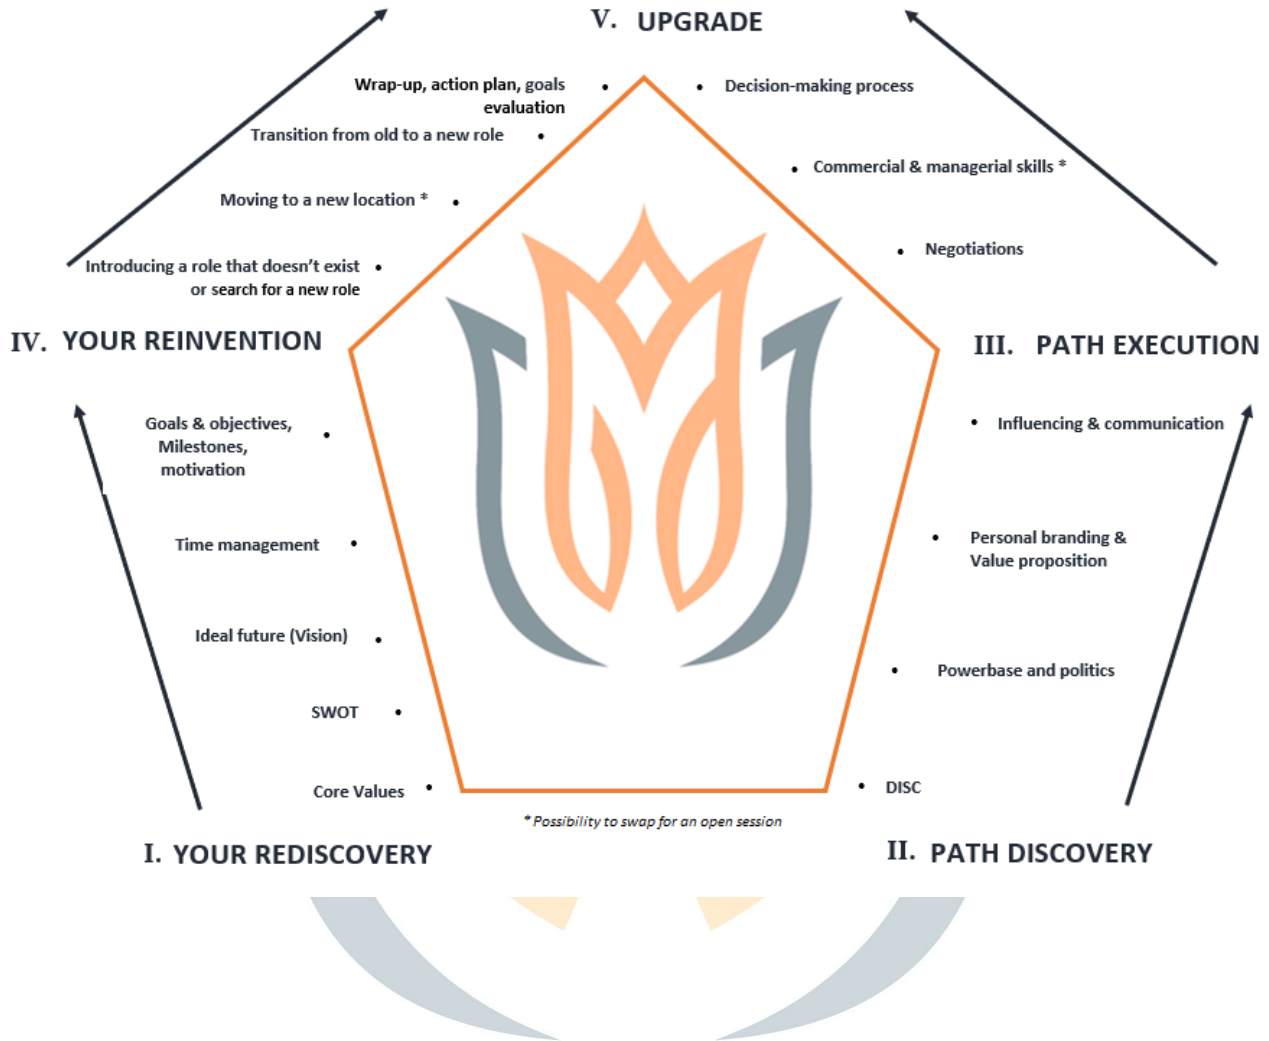 V. UPGRADE
Wrap-up, action plan, goals
evaluation
Decision-making process
Transition from old to a new role
Commercial & managerial skills *
Moving to a new location *
Negotiations
Introducing a role that doesn’t exist
or search for a new role
IV. YOUR REINVENTION
III. PATH EXECUTION
Goals & objectives,
Milestones,
motivation
Influencing & communication
Time management
Personal branding &
Value proposition
Ideal future (Vision)
Powerbase and politics
SWOT
Core Values
DISC
* Possibility to swap for an open session
I. YOUR REDISCOVERY
II. PATH DISCOVERY